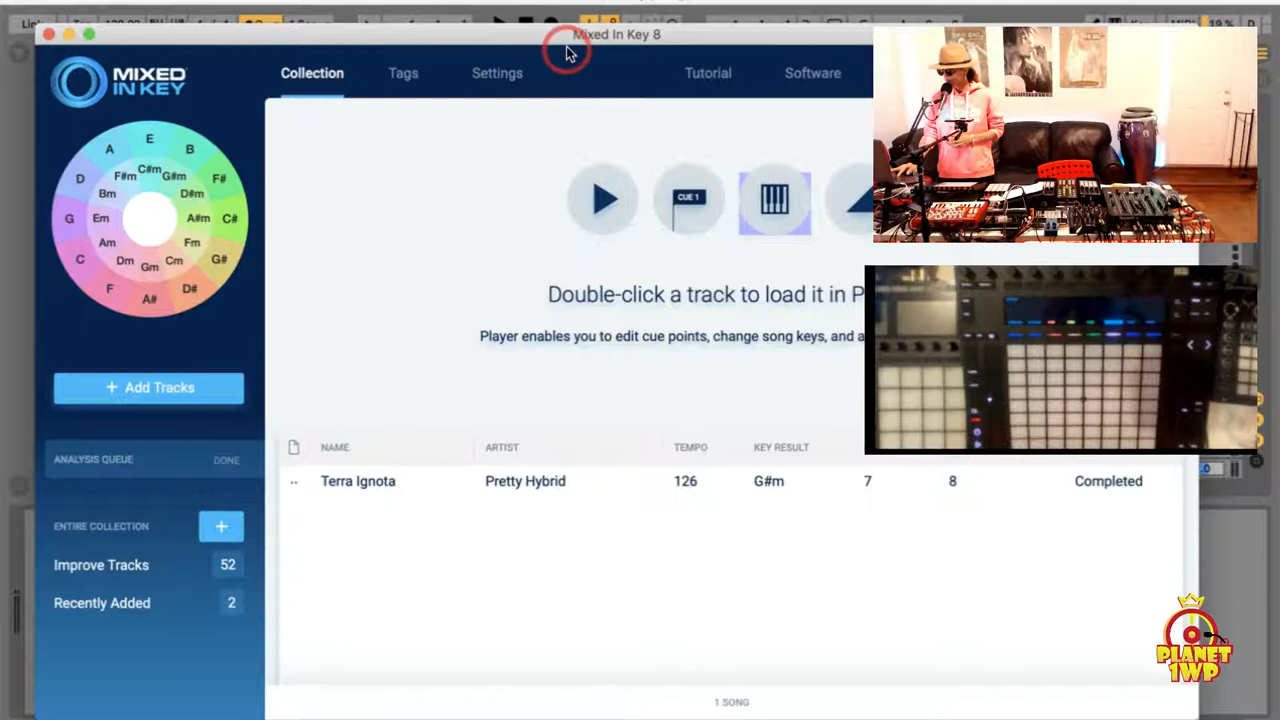 Mixed In Key 8
MIXED
IN KEY
Collection
Tags
Settings
Tutorial
Software
E
A
B
F#m
C#m
G#m
D
F#
Bm
D#m
G
Em
A#m
C#
Am
Fm
C
G#
Dm
Gm
Cm
F
A#
D#
CUE 1
Double-click a track to load it in P
Player enables you to edit cue points, change song keys, and a
+ Add Tracks
ANALYSIS QUEUE DONE
NAME ARTIST TEMPO KEY RESULT
Terra Ignota Pretty Hybrid 126 G#m 7 8 Completed
ENTIRE COLLECTION +
Improve Tracks 52
Recently Added 2
1 SONG
PLANET
1WP